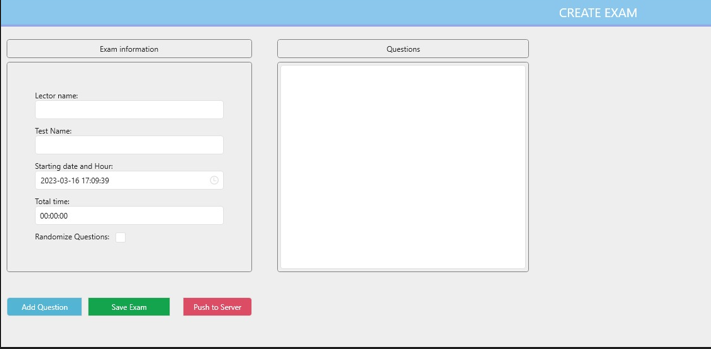 CREATE EXAM
Exam information
Questions
Lector name:
Test Name:
Starting date and Hour:
2023-03-16 17:09:39
Total time:
00:00:00
Randomize Questions:
Add Question
Save Exam
Push to Server